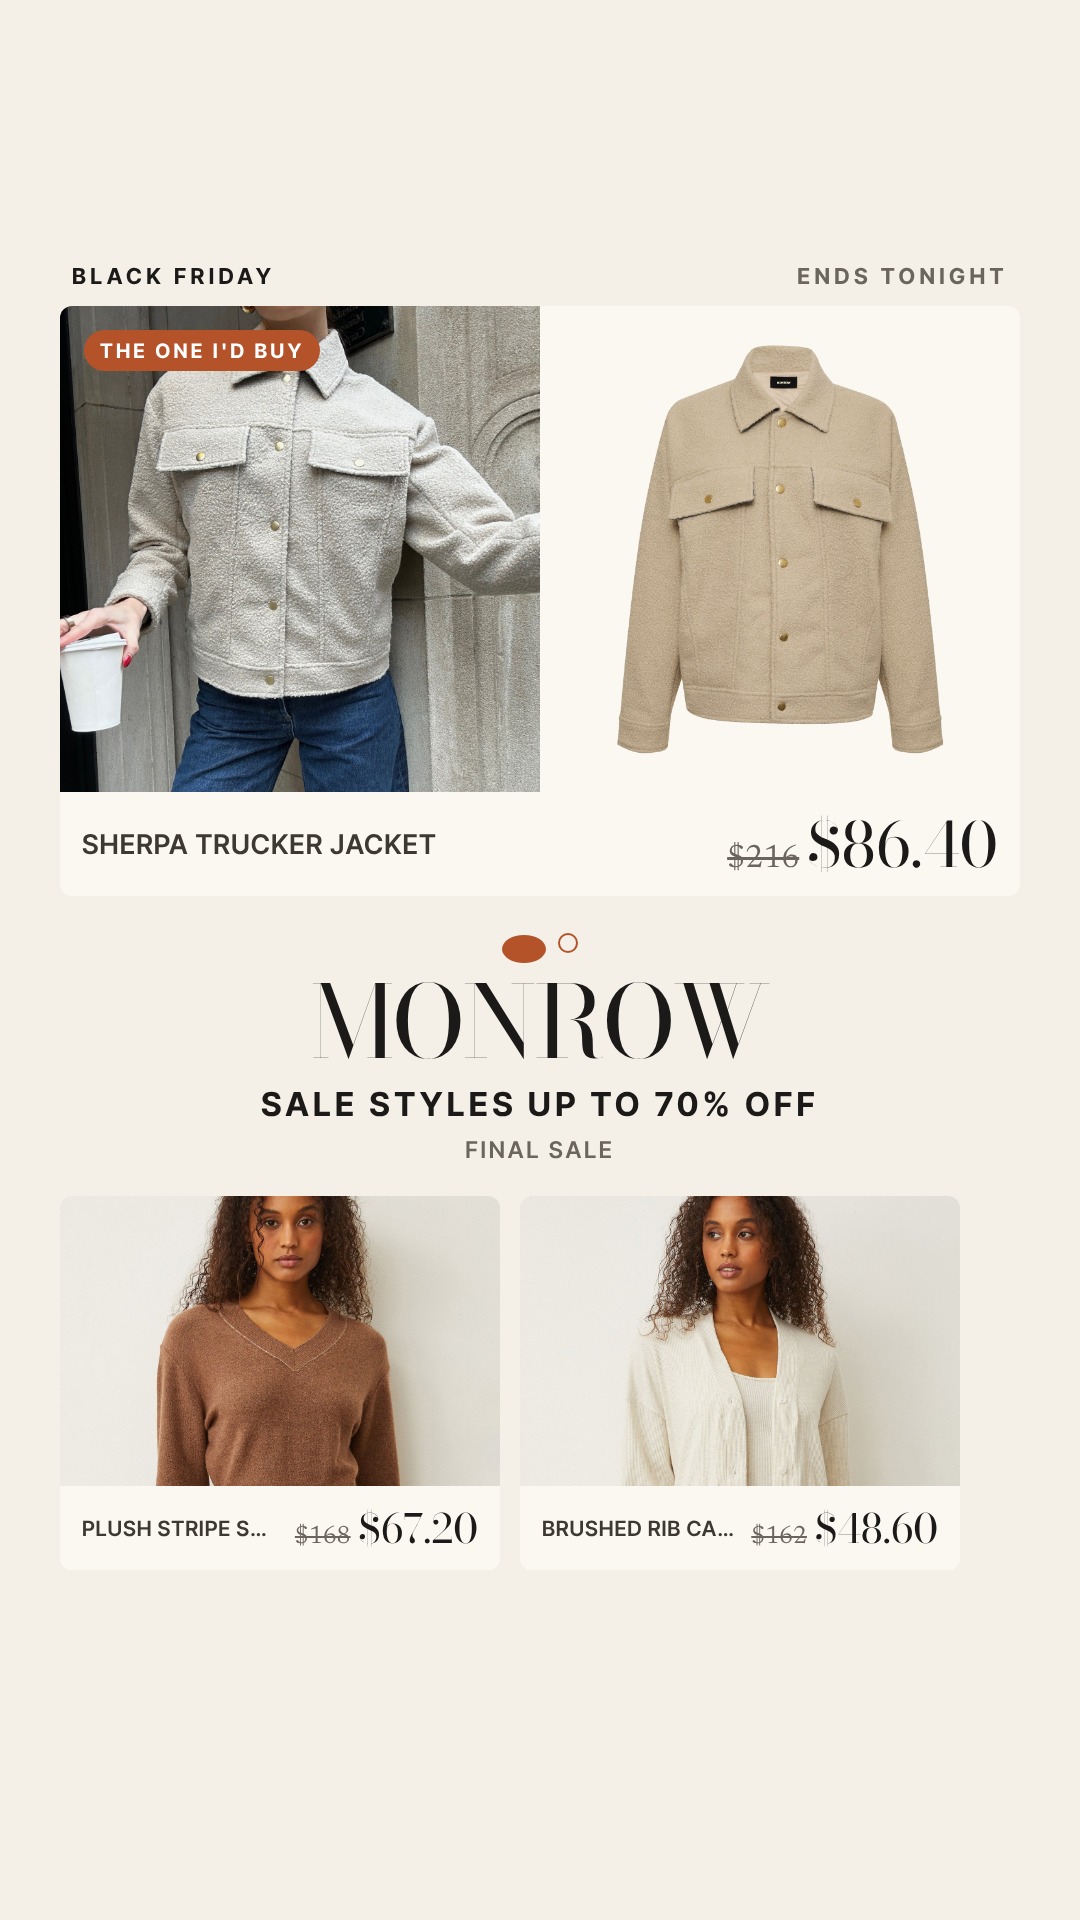 BLACK FRIDAY
ENDS TONIGHT
THE ONE I'D BUY
SHERPA TRUCKER JACKET
$216 $86.40
MONROW
SALE STYLES UP TO 70% OFF
FINAL SALE
PLUSH STRIPE S...
$168 $67.20
BRUSHED RIB CA...
$162 $48.60